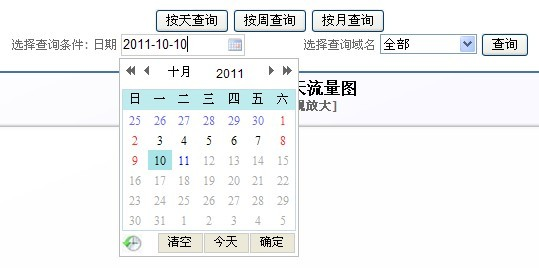 按天查询 按周查询 按月查询
选择查询条件: 日期 2011-10-10 选择查询域名 全部 查询
十月 2011
天流量图
日 一 二 三 四 五 六
放大]
25 26 27 28 29 30 1
2 3 4 5 6 7 8
9 10 11 12 13 14 15
16 17 18 19 20 21 22
23 24 25 26 27 28 29
30 31 1 2 3 4 5
清空 今天 确定